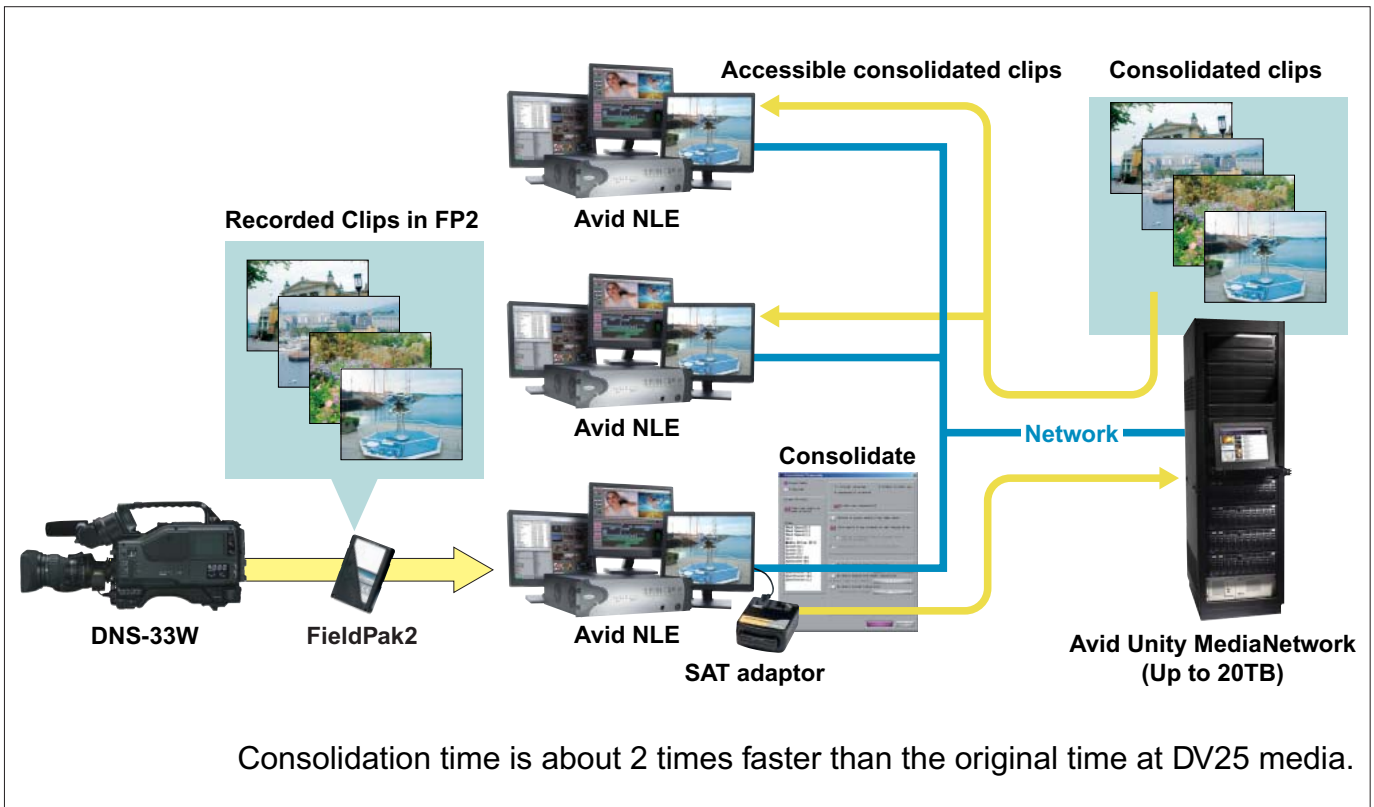 Accessible consolidated clips
Consolidated clips
Recorded Clips in FP2
Avid NLE
Avid NLE
Network
Consolidate
Avid NLE
DNS-33W
FieldPak2
SAT adaptor
Avid Unity MediaNetwork
(Up to 20TB)
Consolidation time is about 2 times faster than the original time at DV25 media.